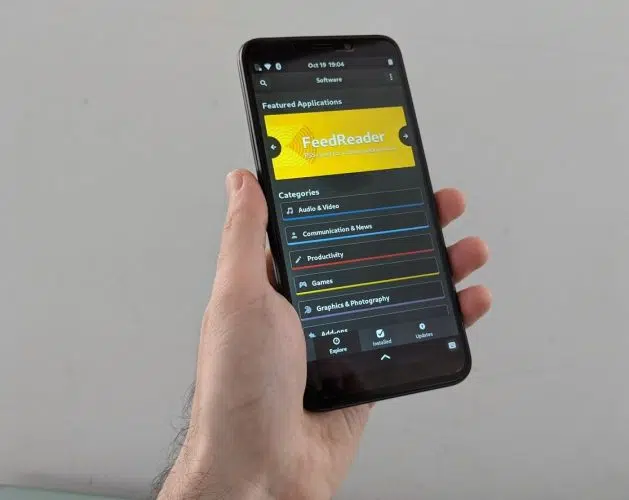 Oct 19 19:04
Software
Featured Applications
FeedReader
Categories
Audio & Video
Communication & News
Productivity
Games
Graphics & Photography
Add-ons
Explore
Installed
Updates